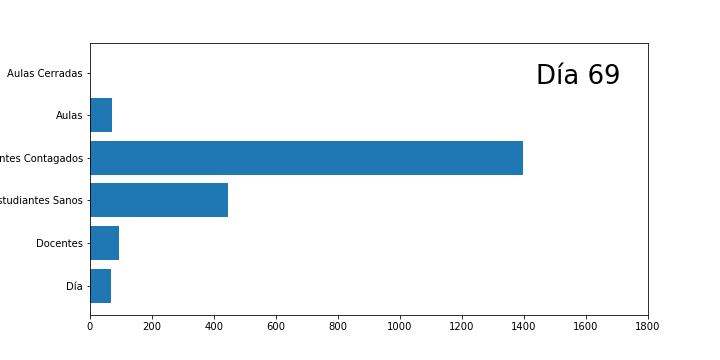 Día 69
Aulas Cerradas
Aulas
ntes Contagados
studiantes Sanos
Docentes
Día
0 200 400 600 800 1000 1200 1400 1600 1800